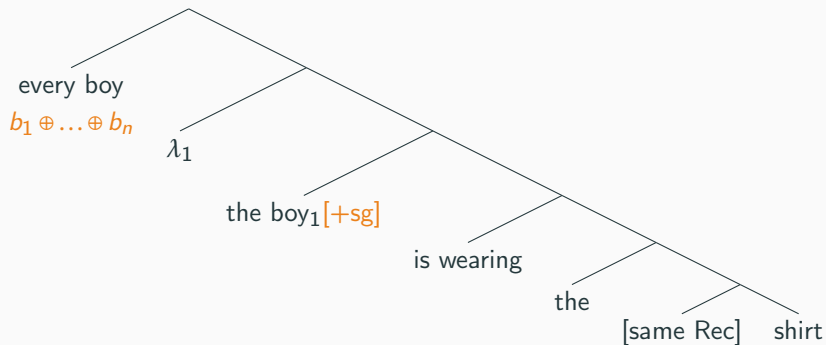 every boy
b₁ ⊕ … ⊕ bₙ
λ₁
the boy₁[+sg]
is wearing
the
[same Rec] shirt